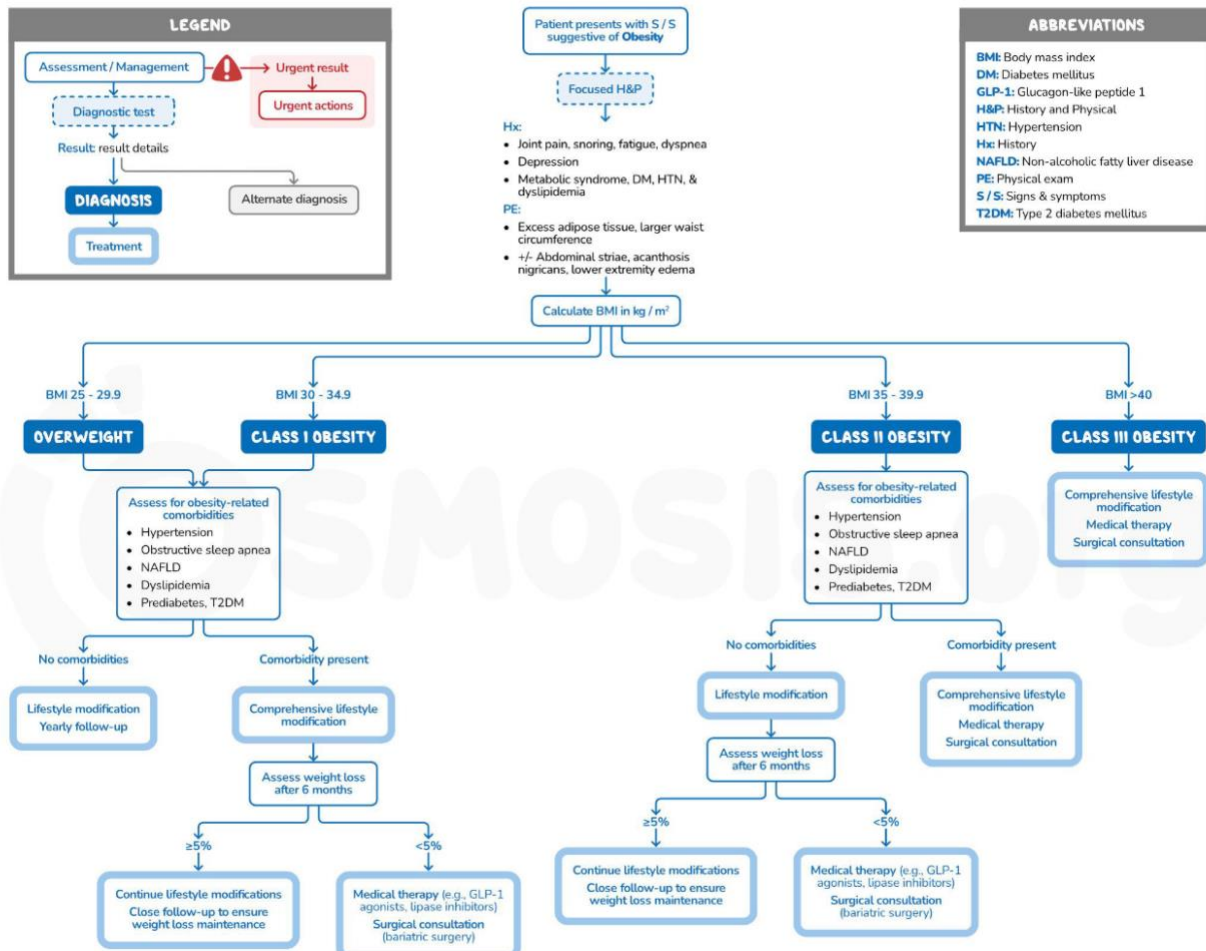 LEGEND
Assessment / Management
Urgent result
Urgent actions
Diagnostic test
Result: result details
DIAGNOSIS
Alternate diagnosis
Treatment
Patient presents with S / S
suggestive of Obesity
Focused H&P
Hx:
• Joint pain, snoring, fatigue, dyspnea
• Depression
• Metabolic syndrome, DM, HTN, &
dyslipidemia
PE:
• Excess adipose tissue, larger waist
circumference
• +/- Abdominal striae, acanthosis
nigricans, lower extremity edema
Calculate BMI in kg / m²
ABBREVIATIONS
BMI: Body mass index
DM: Diabetes mellitus
GLP-1: Glucagon-like peptide 1
H&P: History and Physical
HTN: Hypertension
Hx: History
NAFLD: Non-alcoholic fatty liver disease
PE: Physical exam
S / S: Signs & symptoms
T2DM: Type 2 diabetes mellitus
BMI 25 - 29.9
OVERWEIGHT
BMI 30 - 34.9
CLASS I OBESITY
BMI 35 - 39.9
CLASS II OBESITY
BMI >40
CLASS III OBESITY
Assess for obesity-related
comorbidities
• Hypertension
• Obstructive sleep apnea
• NAFLD
• Dyslipidemia
• Prediabetes, T2DM
No comorbidities
Lifestyle modification
Yearly follow-up
Comorbidity present
Comprehensive lifestyle
modification
Assess weight loss
after 6 months
≥5%
Continue lifestyle modifications
Close follow-up to ensure
weight loss maintenance
<5%
Medical therapy (e.g., GLP-1
agonists, lipase inhibitors)
Surgical consultation
(bariatric surgery)
Assess for obesity-related
comorbidities
• Hypertension
• Obstructive sleep apnea
• NAFLD
• Dyslipidemia
• Prediabetes, T2DM
No comorbidities
Lifestyle modification
Assess weight loss
after 6 months
≥5%
Continue lifestyle modifications
Close follow-up to ensure
weight loss maintenance
<5%
Medical therapy (e.g., GLP-1
agonists, lipase inhibitors)
Surgical consultation
(bariatric surgery)
Comorbidity present
Comprehensive lifestyle
modification
Medical therapy
Surgical consultation
Comprehensive lifestyle
modification
Medical therapy
Surgical consultation
OSMOSIS.org